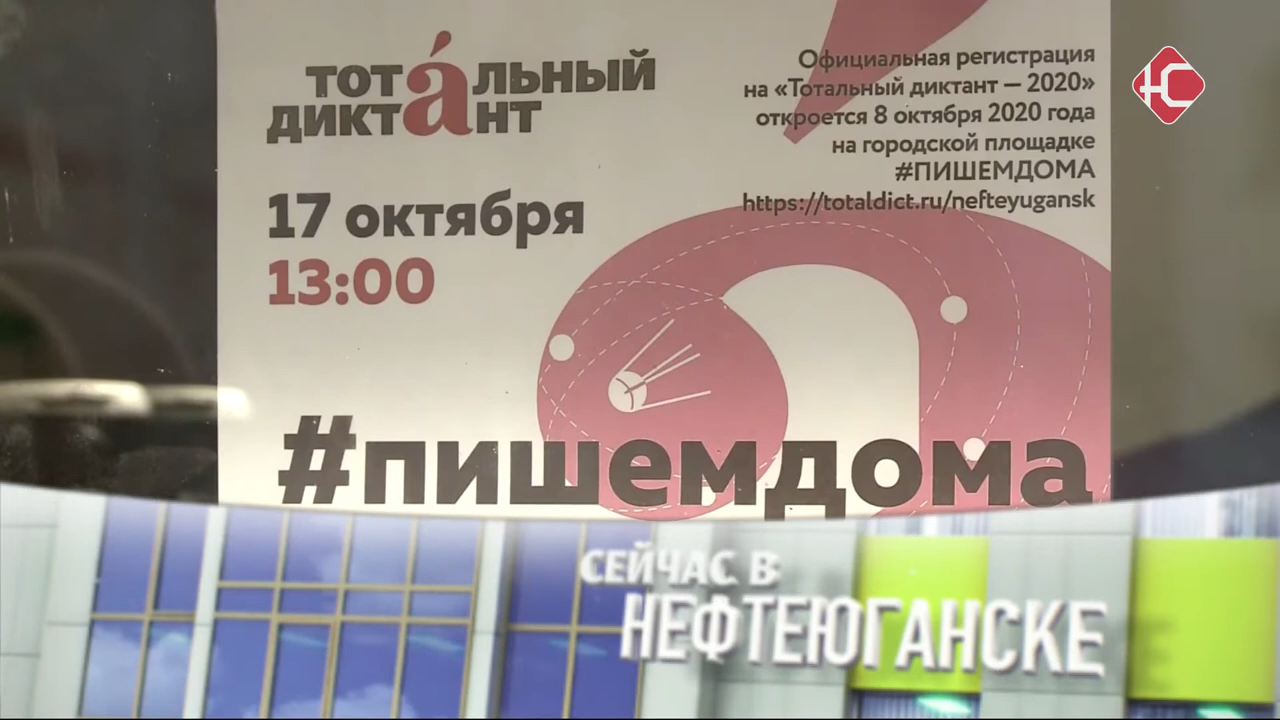 тотáльный
диктант
17 октября
13:00
Официальная регистрация
на «Тотальный диктант — 2020»
откроется 8 октября 2020 года
на городской площадке
#ПИШЕМДОМА
https://totaldict.ru/nefteyugansk
#пишемдома
Ю С
СЕЙЧАС В
НЕФТЕЮГАНСКЕ